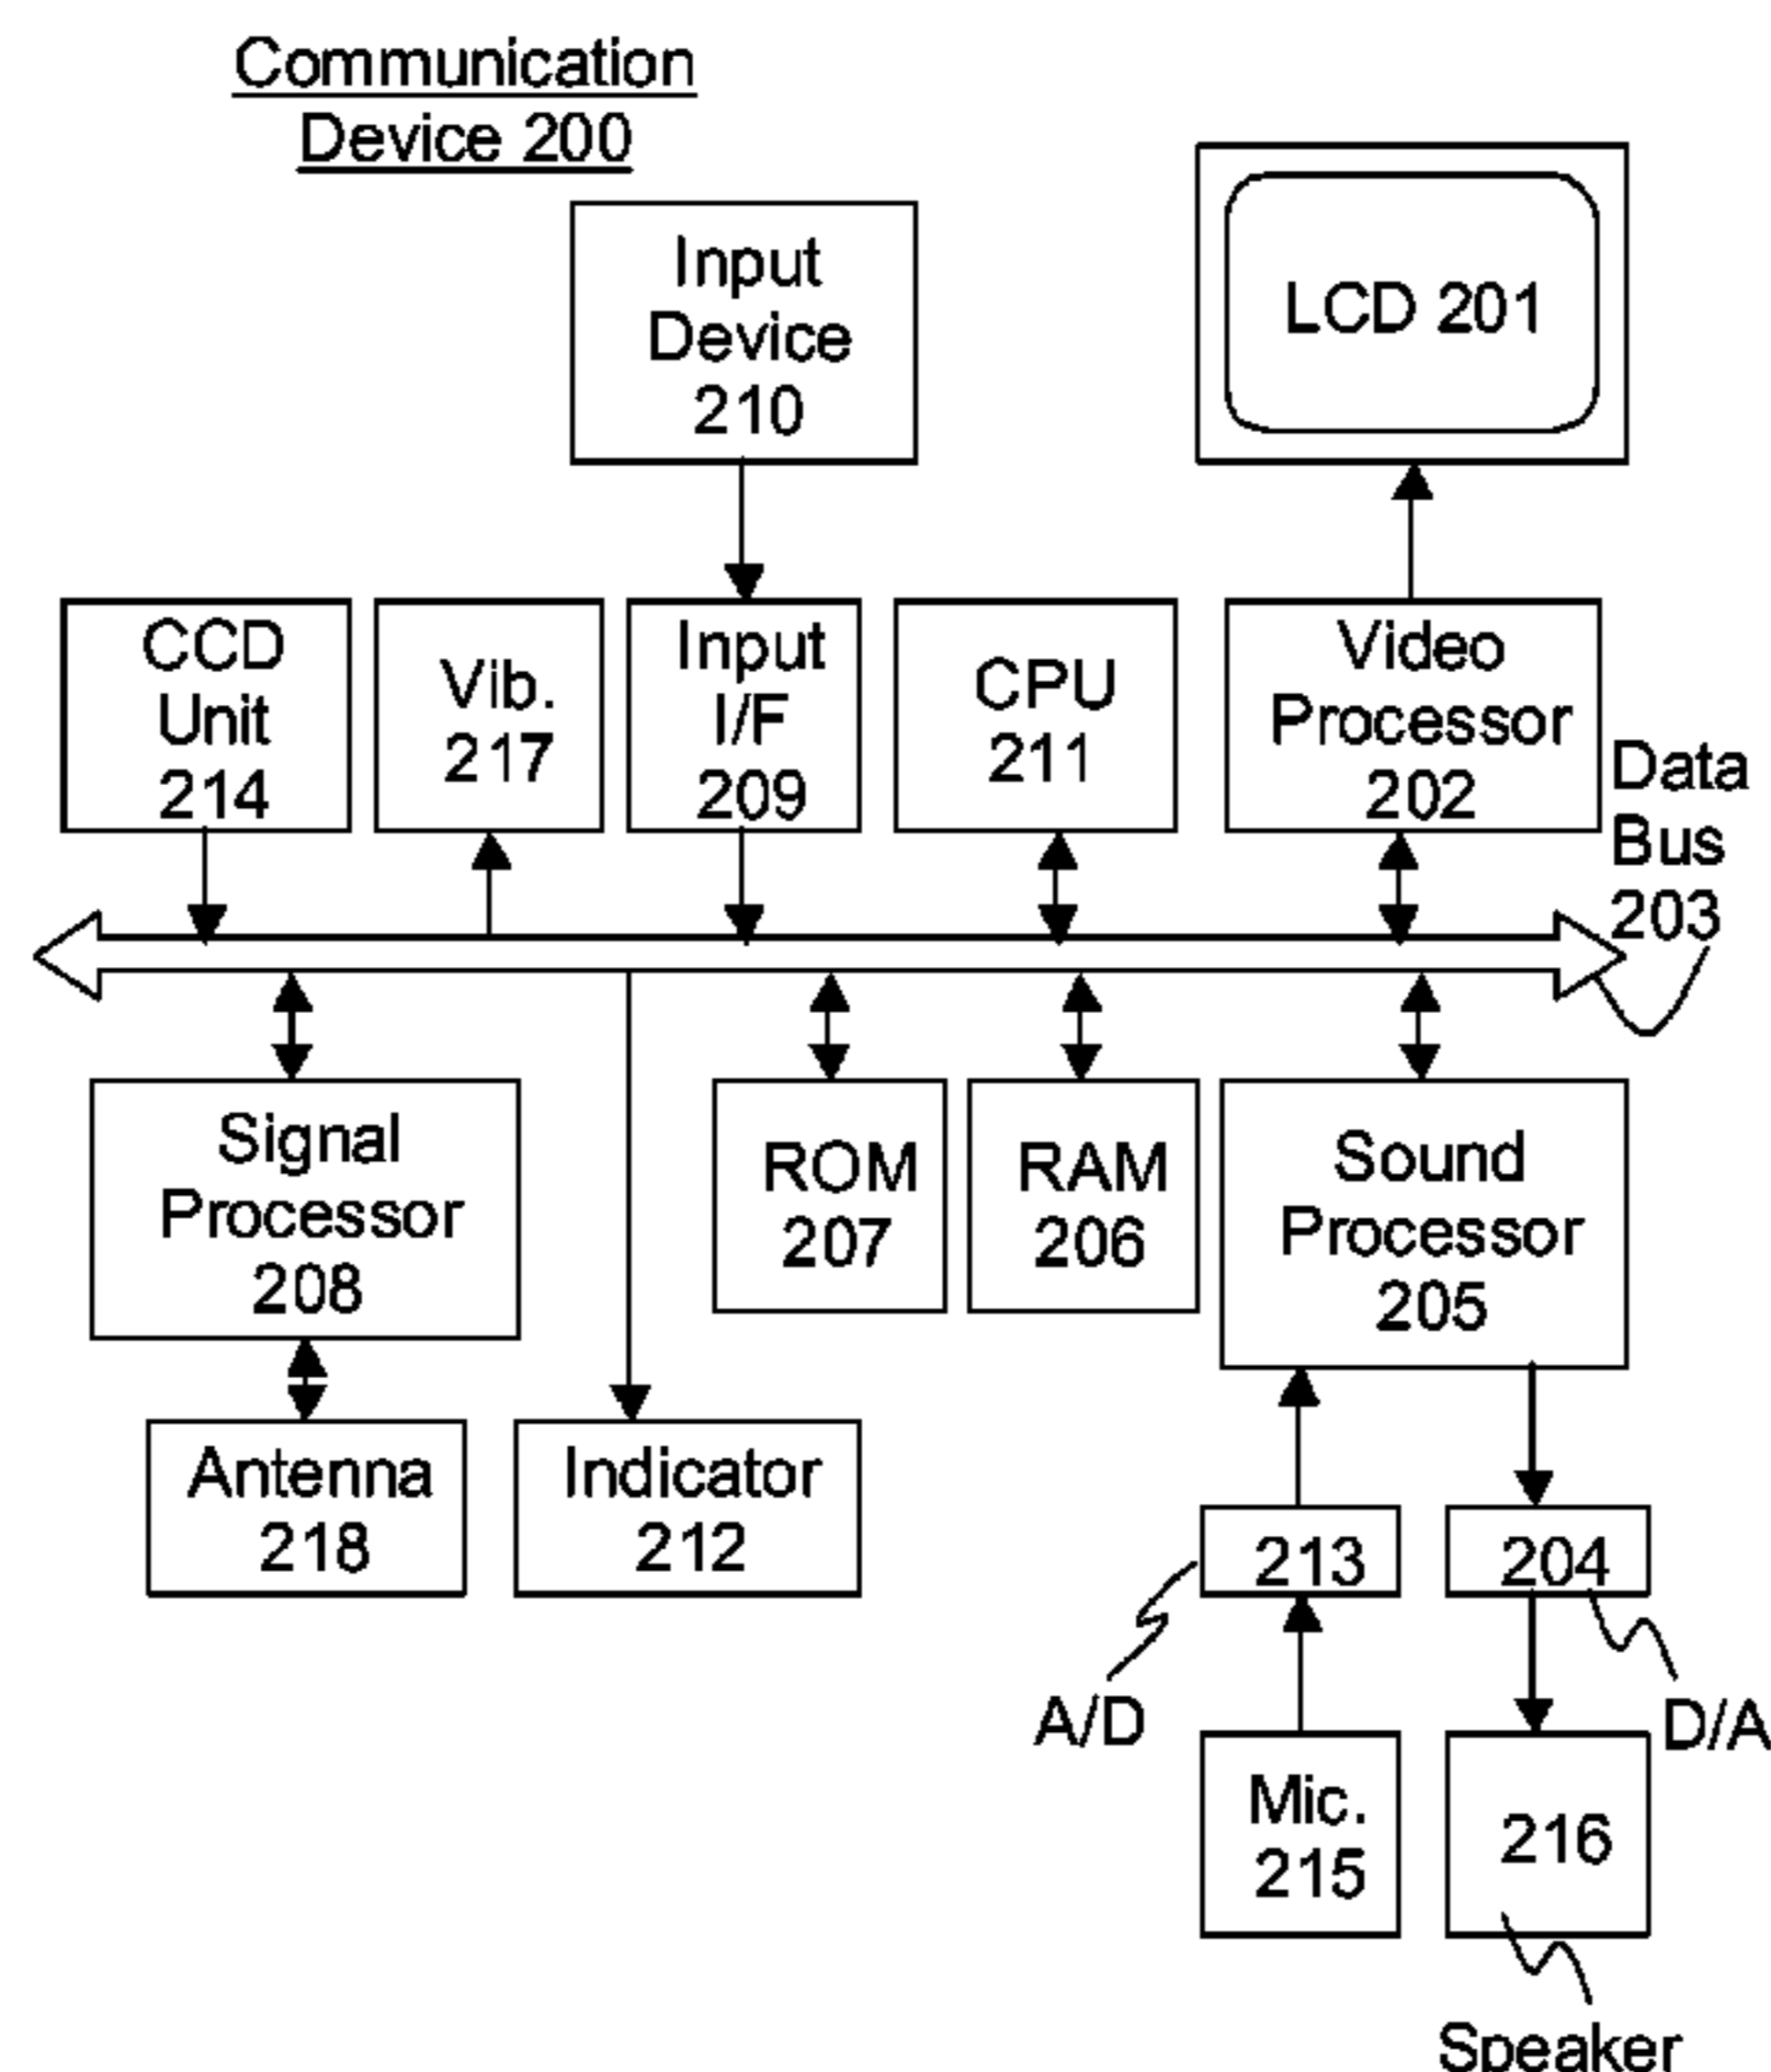 Communication
Device 200
Input
Device
210
LCD 201
CCD
Unit
214
Vib.
217
Input
I/F
209
CPU
211
Video
Processor
202
Data
Bus
203
Signal
Processor
208
ROM
207
RAM
206
Sound
Processor
205
Antenna
218
Indicator
212
213
204
A/D
D/A
Mic.
215
216
Speaker